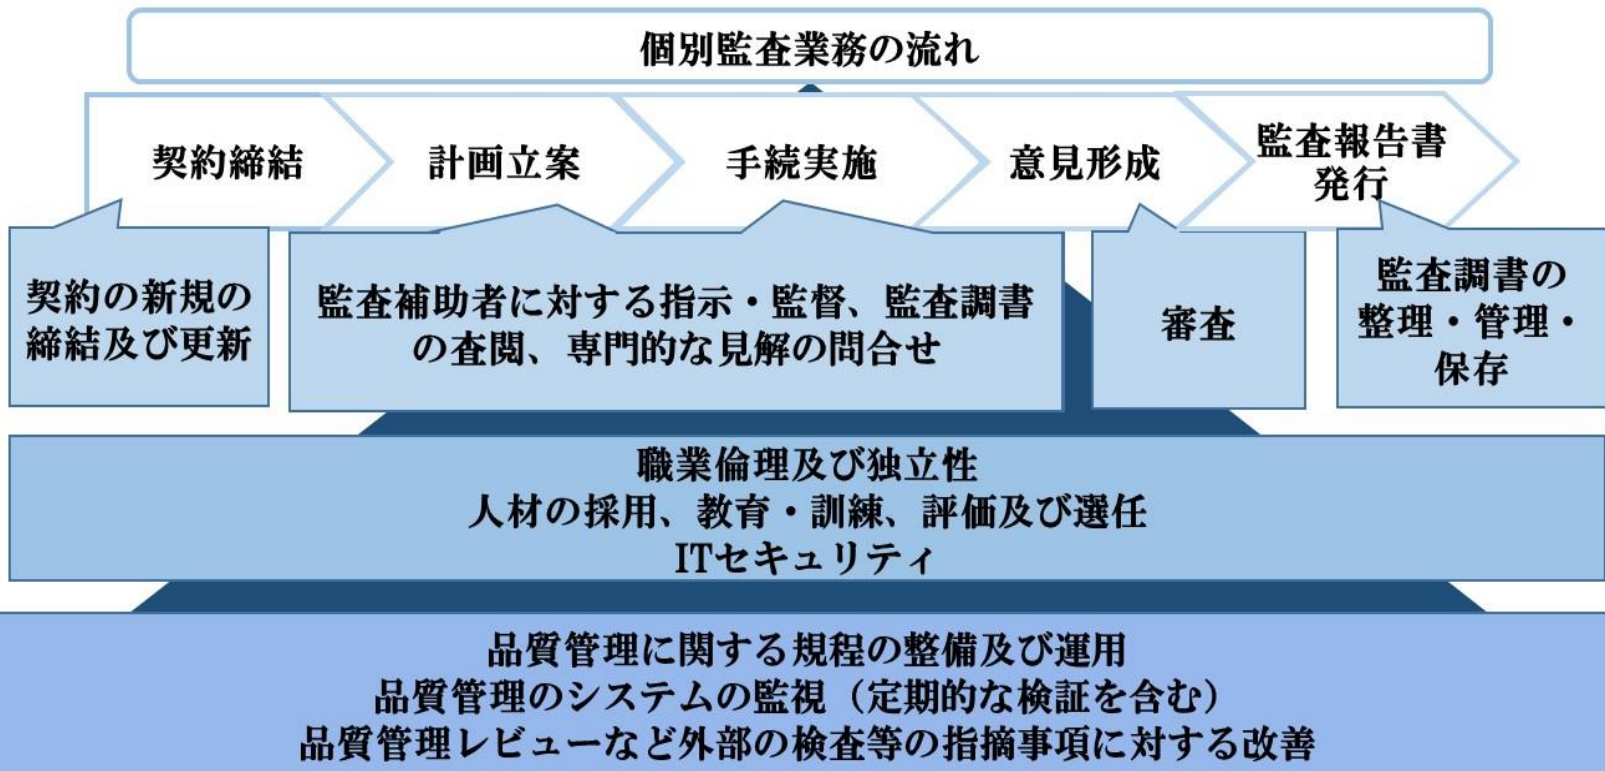 個別監査業務の流れ
契約締結
計画立案
手続実施
意見形成
監査報告書
発行
契約の新規の
締結及び更新
監査補助者に対する指示・監督、監査調書
の査閲、専門的な見解の問合せ
審査
監査調書の
整理・管理・
保存
職業倫理及び独立性
人材の採用、教育・訓練、評価及び選任
ITセキュリティ
品質管理に関する規程の整備及び運用
品質管理のシステムの監視（定期的な検証を含む）
品質管理レビューなど外部の検査等の指摘事項に対する改善